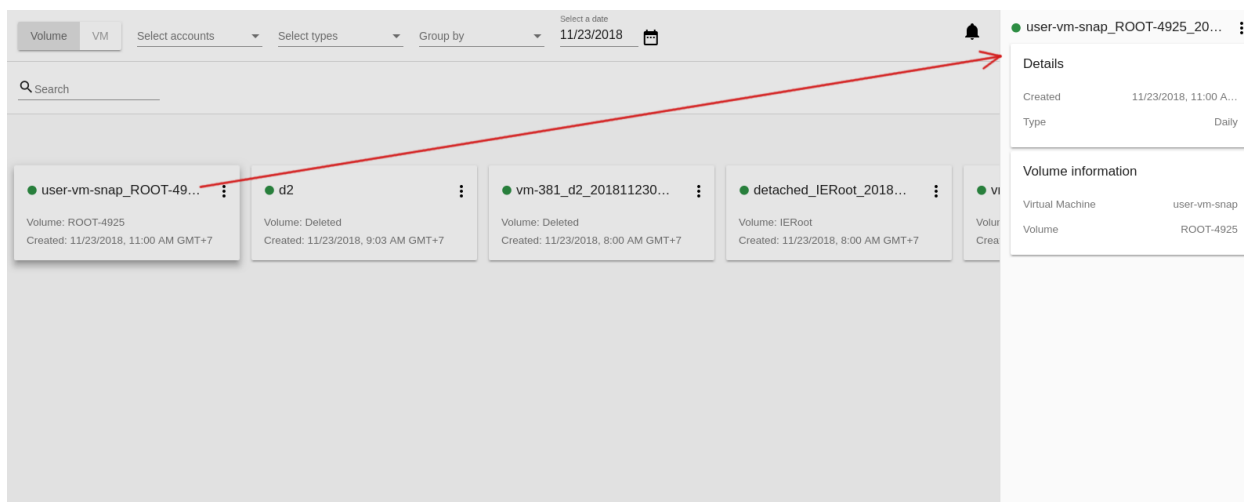 Select a date
Volume VM Select accounts Select types Group by 11/23/2018
Search
user-vm-snap_ROOT-49...
Volume: ROOT-4925
Created: 11/23/2018, 11:00 AM GMT+7
d2
Volume: Deleted
Created: 11/23/2018, 9:03 AM GMT+7
vm-381_d2_201811230...
Volume: Deleted
Created: 11/23/2018, 8:00 AM GMT+7
detached_IERoot_2018...
Volume: IERoot
Created: 11/23/2018, 8:00 AM GMT+7
user-vm-snap_ROOT-4925_20...
Details
Created 11/23/2018, 11:00 A...
Type Daily
Volume information
Virtual Machine user-vm-snap
Volume ROOT-4925